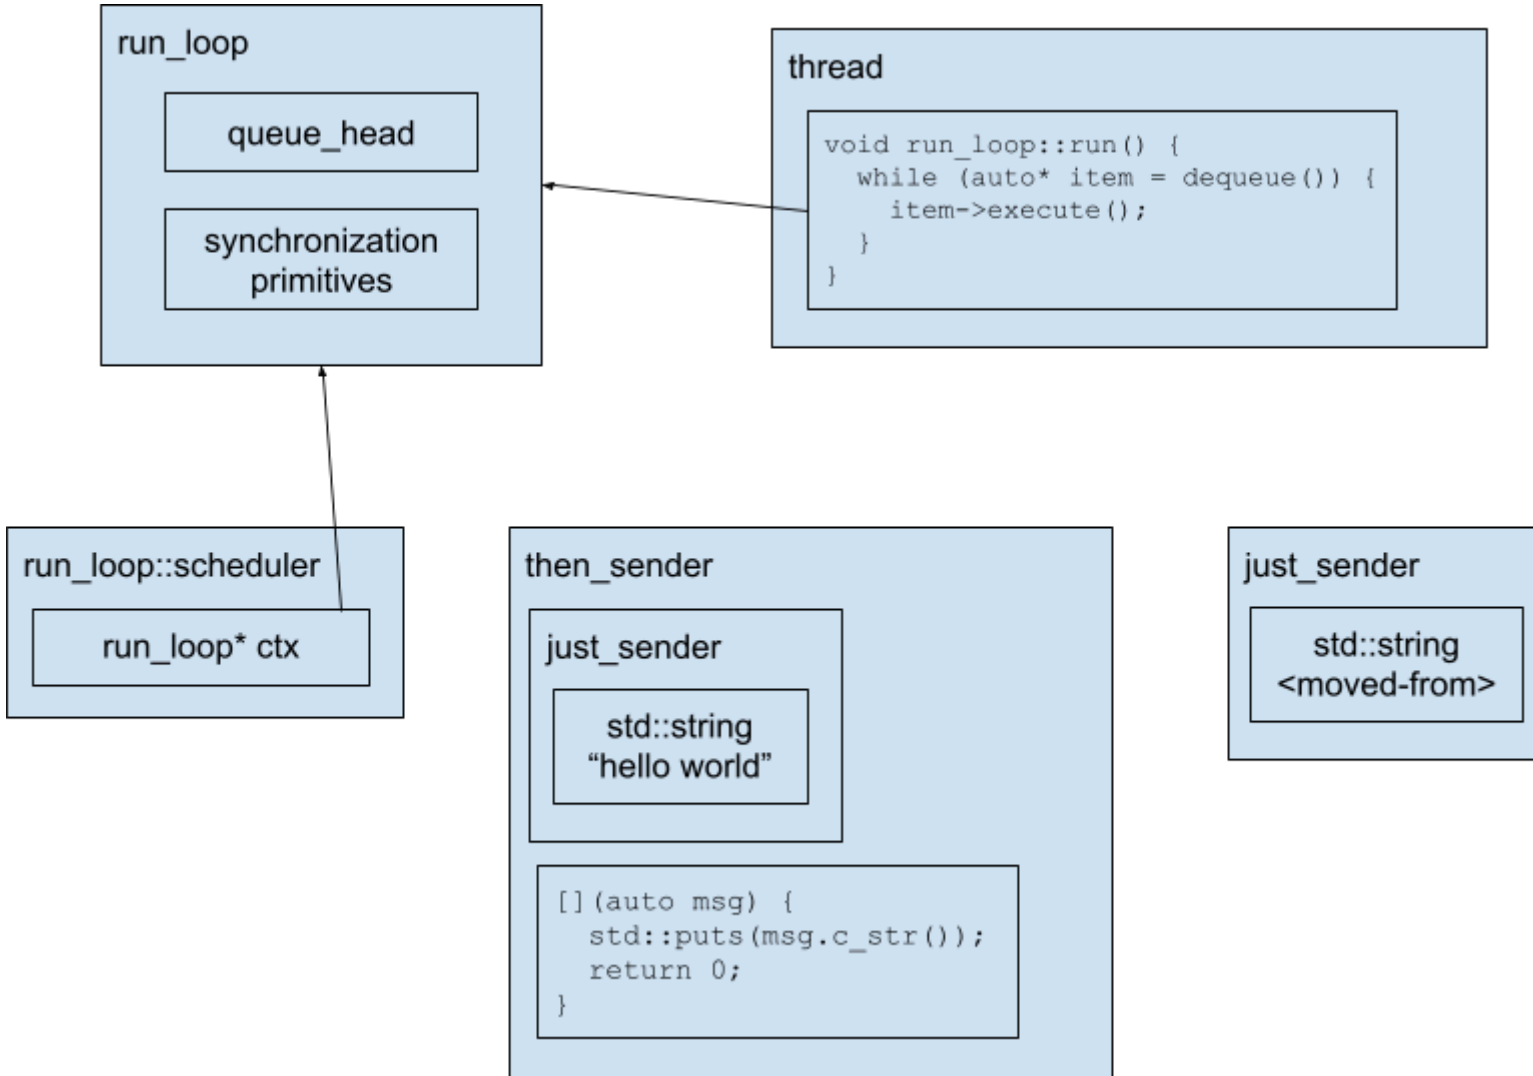 run_loop
queue_head
synchronization
primitives
thread
void run_loop::run() {
  while (auto* item = dequeue()) {
    item->execute();
  }
}
run_loop::scheduler
run_loop* ctx
then_sender
just_sender
std::string
“hello world”
[](auto msg) {
  std::puts(msg.c_str());
  return 0;
}
just_sender
std::string
<moved-from>